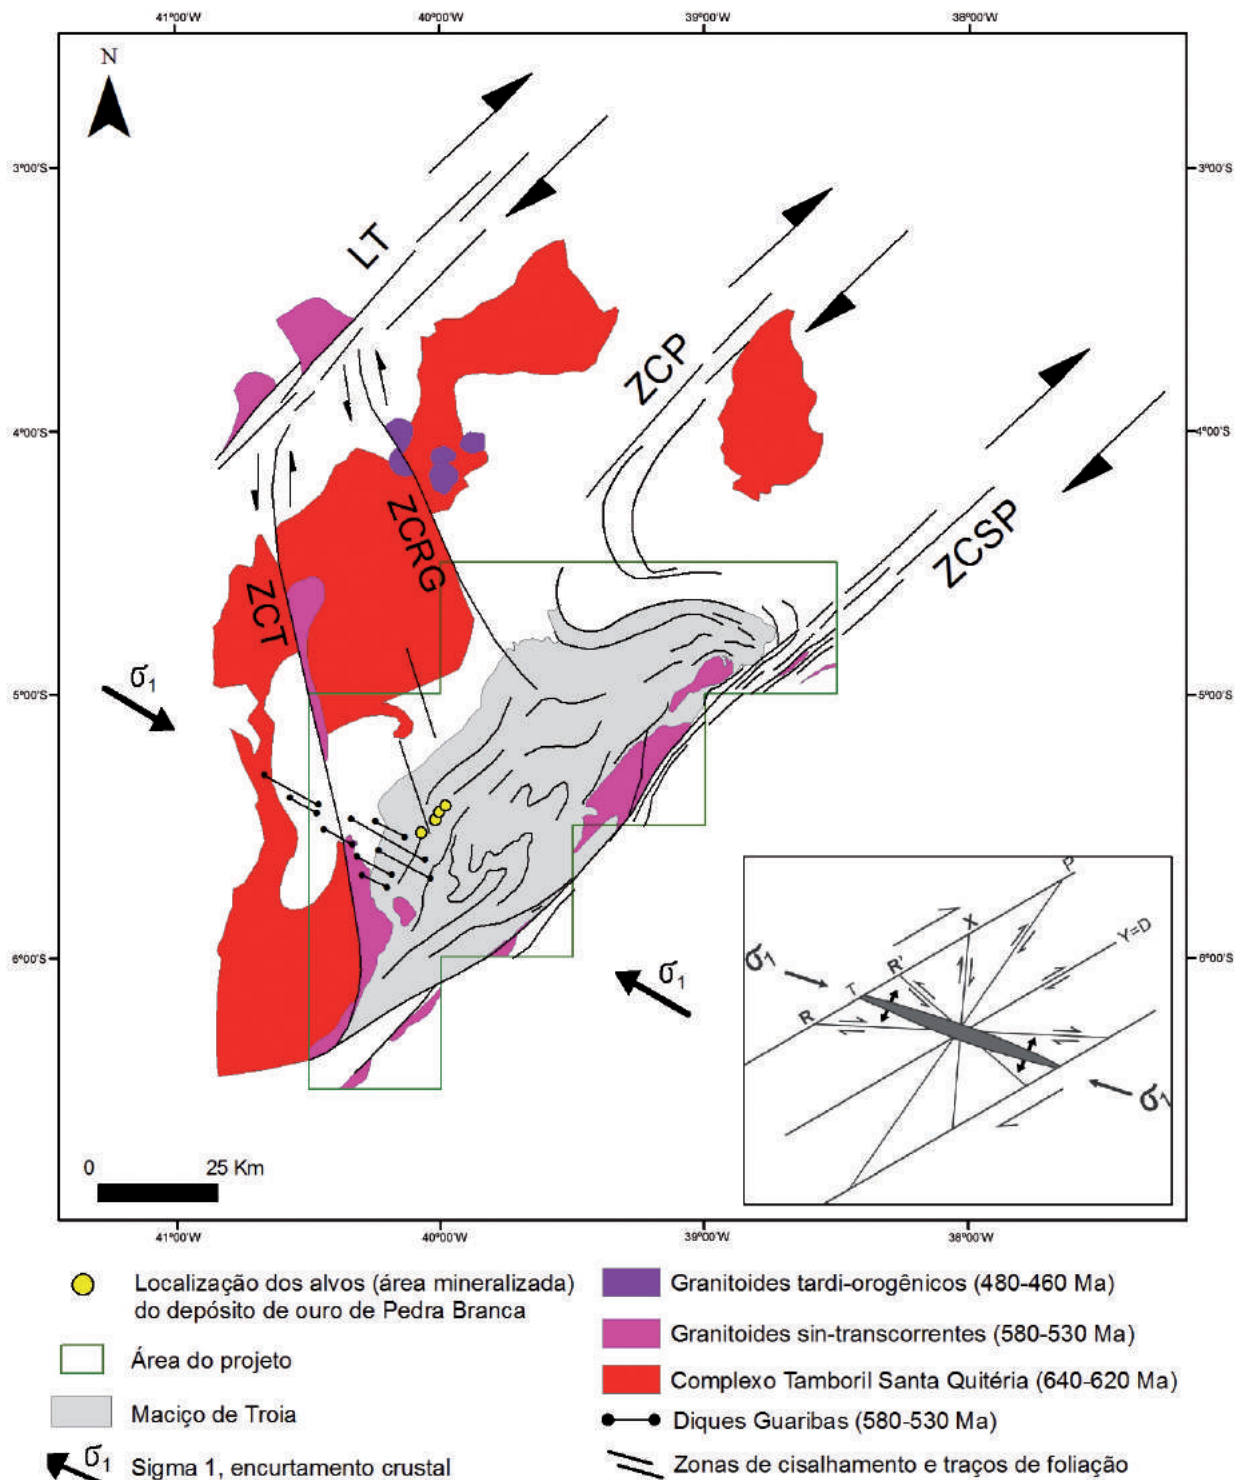 41°00'W 40°00'W 39°00'W 38°00'W
N
3°00'S 3°00'S
LT
ZCP
4°00'S 4°00'S
ZCRG
ZCSP
ZCT
σ1
5°00'S 5°00'S
P
X
Y=D
σ1
R'
T
R
6°00'S 6°00'S
σ1
σ1
0 25 Km
41°00'W 40°00'W 39°00'W 38°00'W
Localização dos alvos (área mineralizada)
do depósito de ouro de Pedra Branca
Área do projeto
Maciço de Troia
σ1 Sigma 1, encurtamento crustal
Granitoides tardi-orogênicos (480-460 Ma)
Granitoides sin-transcorrentes (580-530 Ma)
Complexo Tamboril Santa Quitéria (640-620 Ma)
Diques Guaribas (580-530 Ma)
Zonas de cisalhamento e traços de foliação